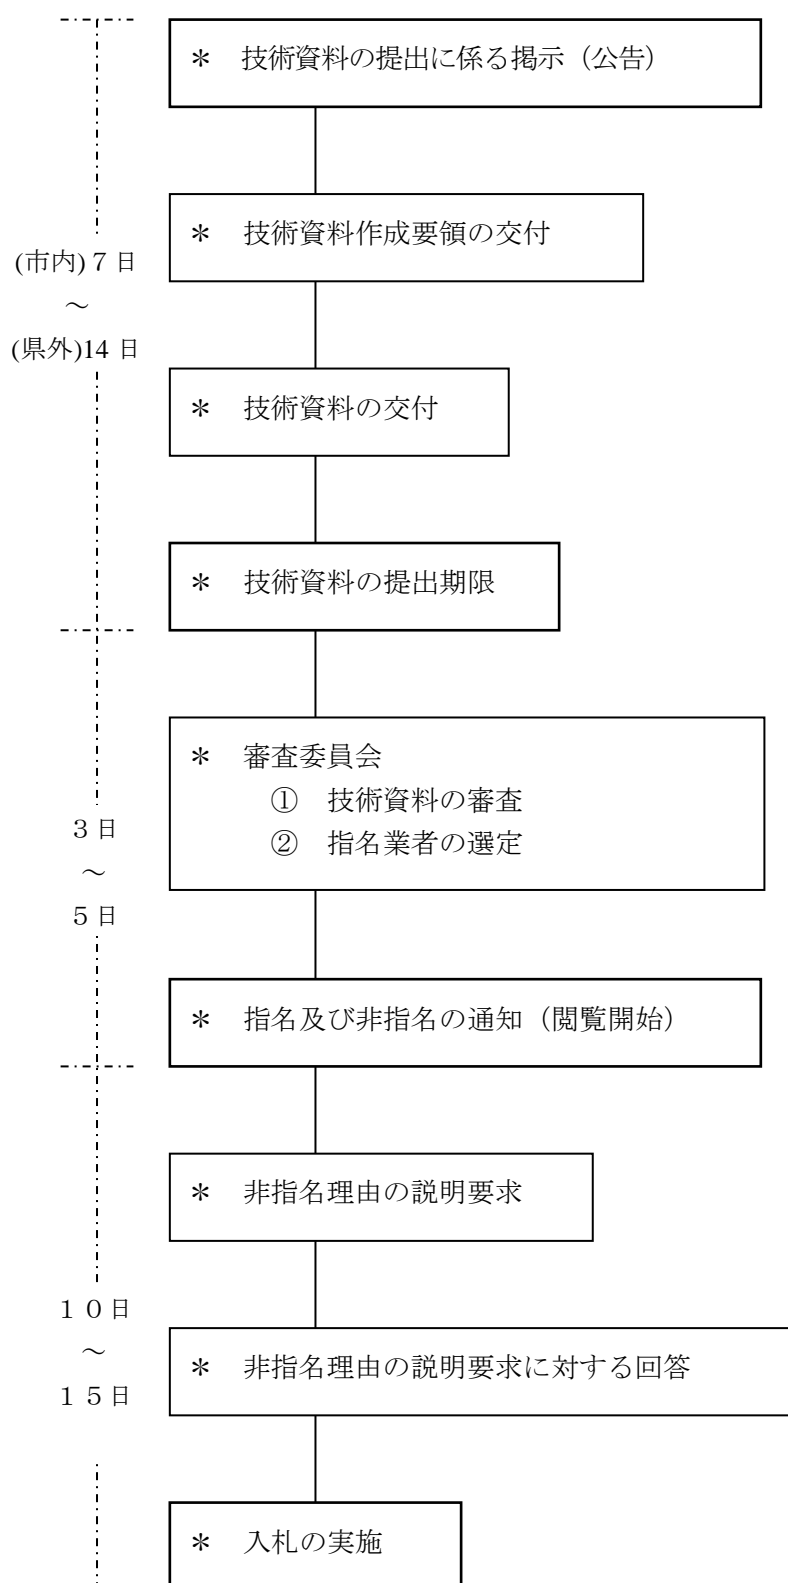 ＊　技術資料の提出に係る掲示（公告）
＊　技術資料作成要領の交付
(市内)７日
～
(県外)14日
＊　技術資料の交付
＊　技術資料の提出期限
＊　審査委員会
①　技術資料の審査
②　指名業者の選定
３日
～
５日
＊　指名及び非指名の通知（閲覧開始）
＊　非指名理由の説明要求
１０日
～
１５日
＊　非指名理由の説明要求に対する回答
＊　入札の実施